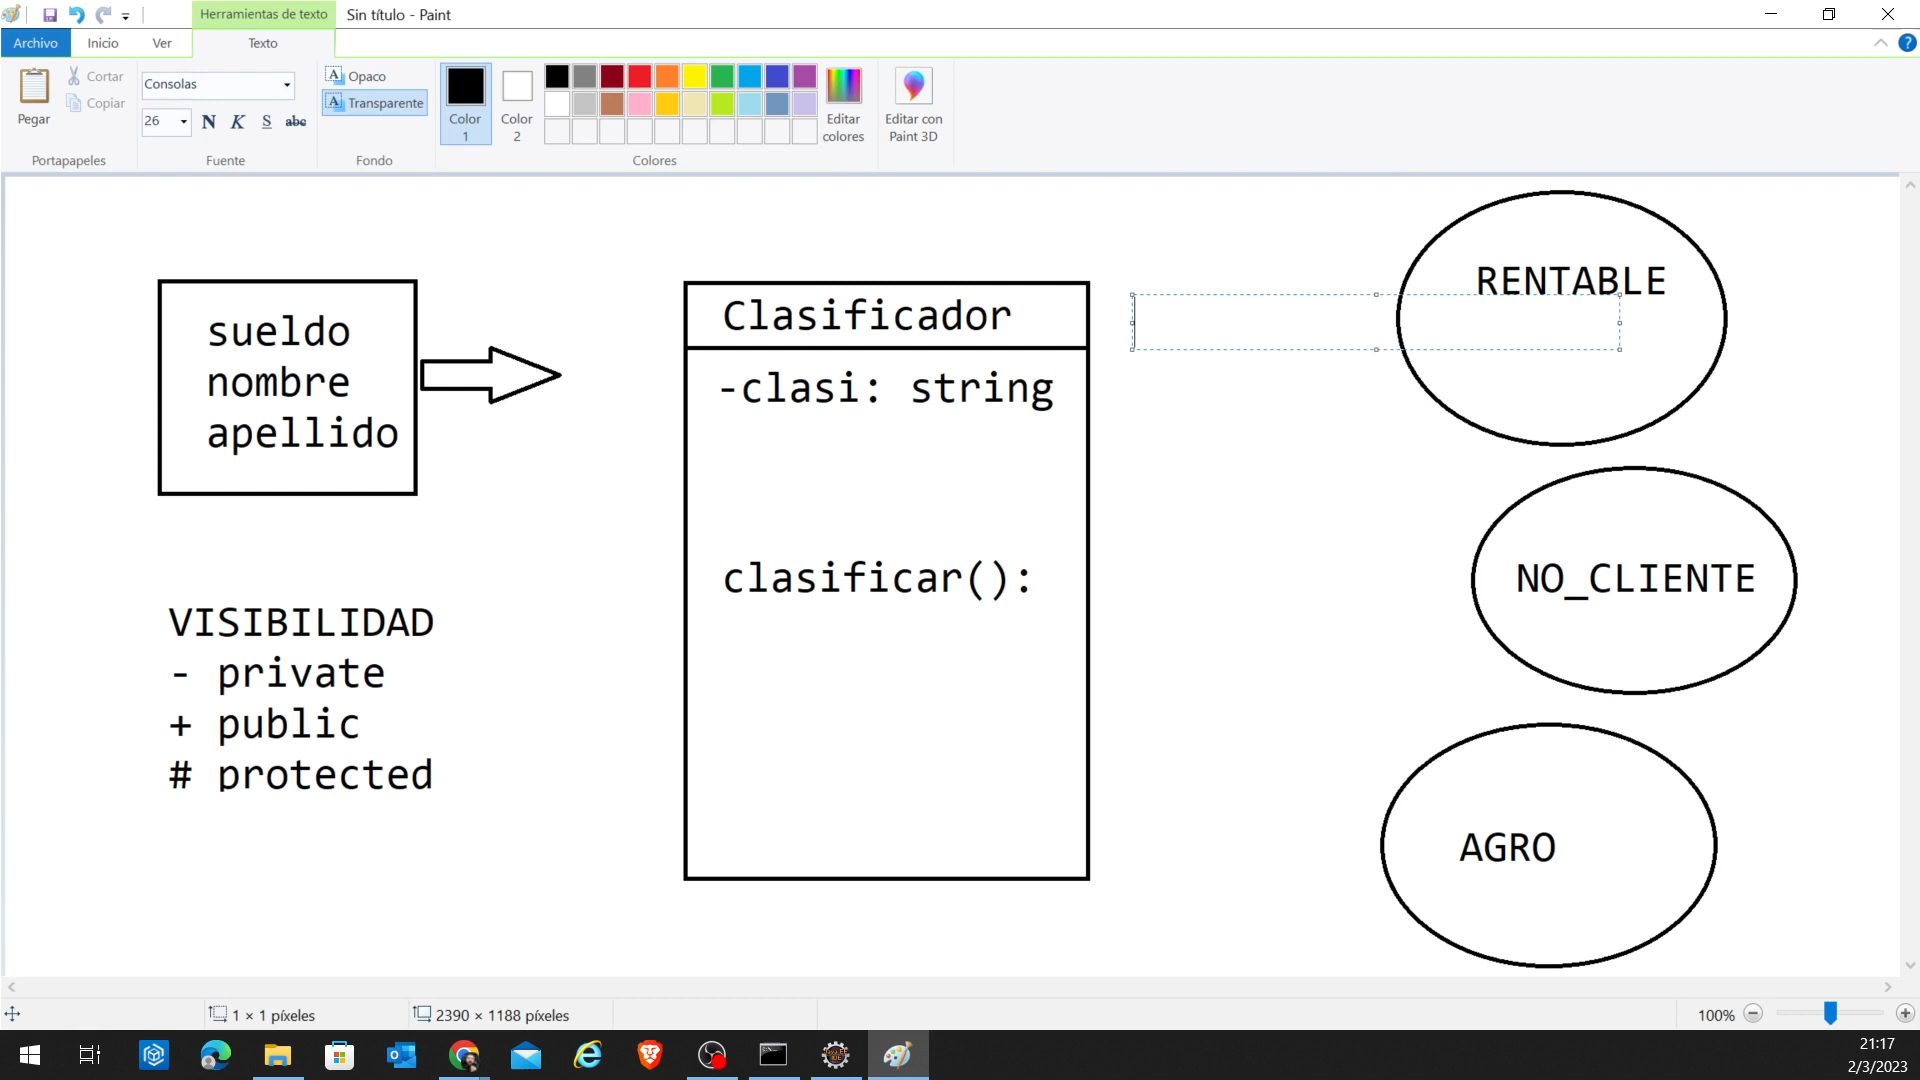 Herramientas de texto
Sin título - Paint
Archivo
Inicio
Ver
Texto
Pegar
Cortar
Copiar
Portapapeles
Consolas
26
N K S abc
Fuente
Opaco
Transparente
Fondo
Color
1
Color
2
Editar
colores
Colores
Editar con
Paint 3D
sueldo
nombre
apellido
VISIBILIDAD
- private
+ public
# protected
Clasificador
-clasi: string
clasificar():
RENTABLE
NO_CLIENTE
AGRO
1 × 1 píxeles
2390 × 1188 píxeles
100%
21:17
2/3/2023